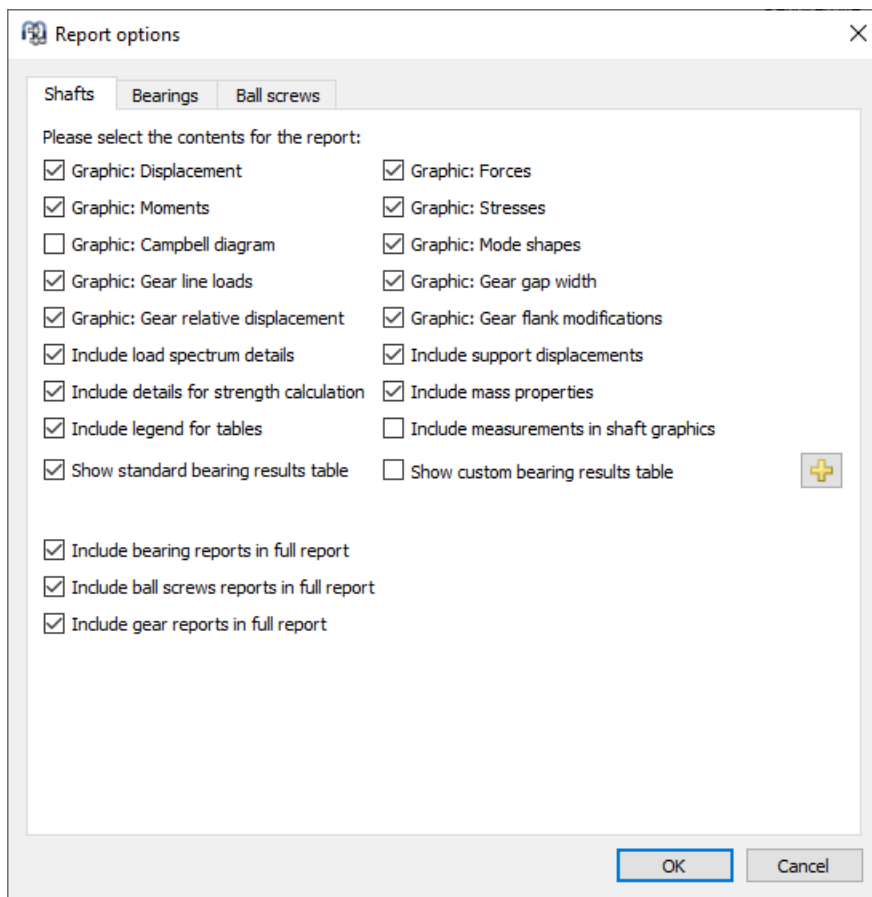 Report options
Shafts Bearings Ball screws
Please select the contents for the report:
Graphic: Displacement Graphic: Forces
Graphic: Moments Graphic: Stresses
Graphic: Campbell diagram Graphic: Mode shapes
Graphic: Gear line loads Graphic: Gear gap width
Graphic: Gear relative displacement Graphic: Gear flank modifications
Include load spectrum details Include support displacements
Include details for strength calculation Include mass properties
Include legend for tables Include measurements in shaft graphics
Show standard bearing results table Show custom bearing results table
Include bearing reports in full report
Include ball screws reports in full report
Include gear reports in full report
OK Cancel